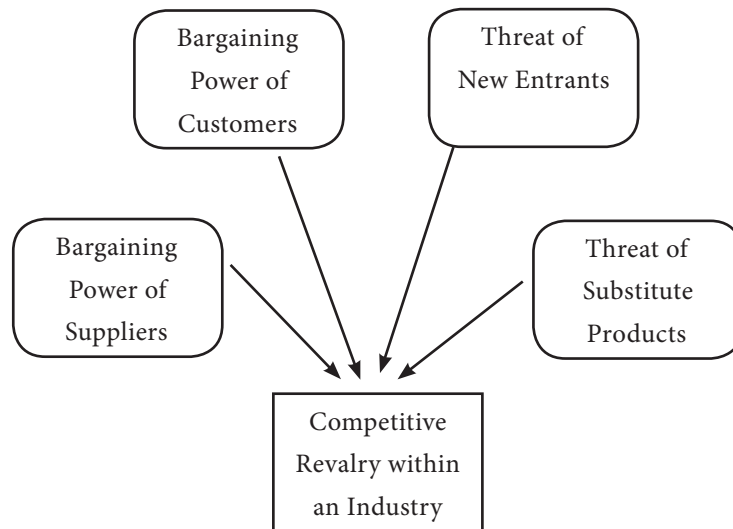 Bargaining
Power of
Customers
Threat of
New Entrants
Bargaining
Power of
Suppliers
Threat of
Substitute
Products
Competitive
Revalry within
an Industry